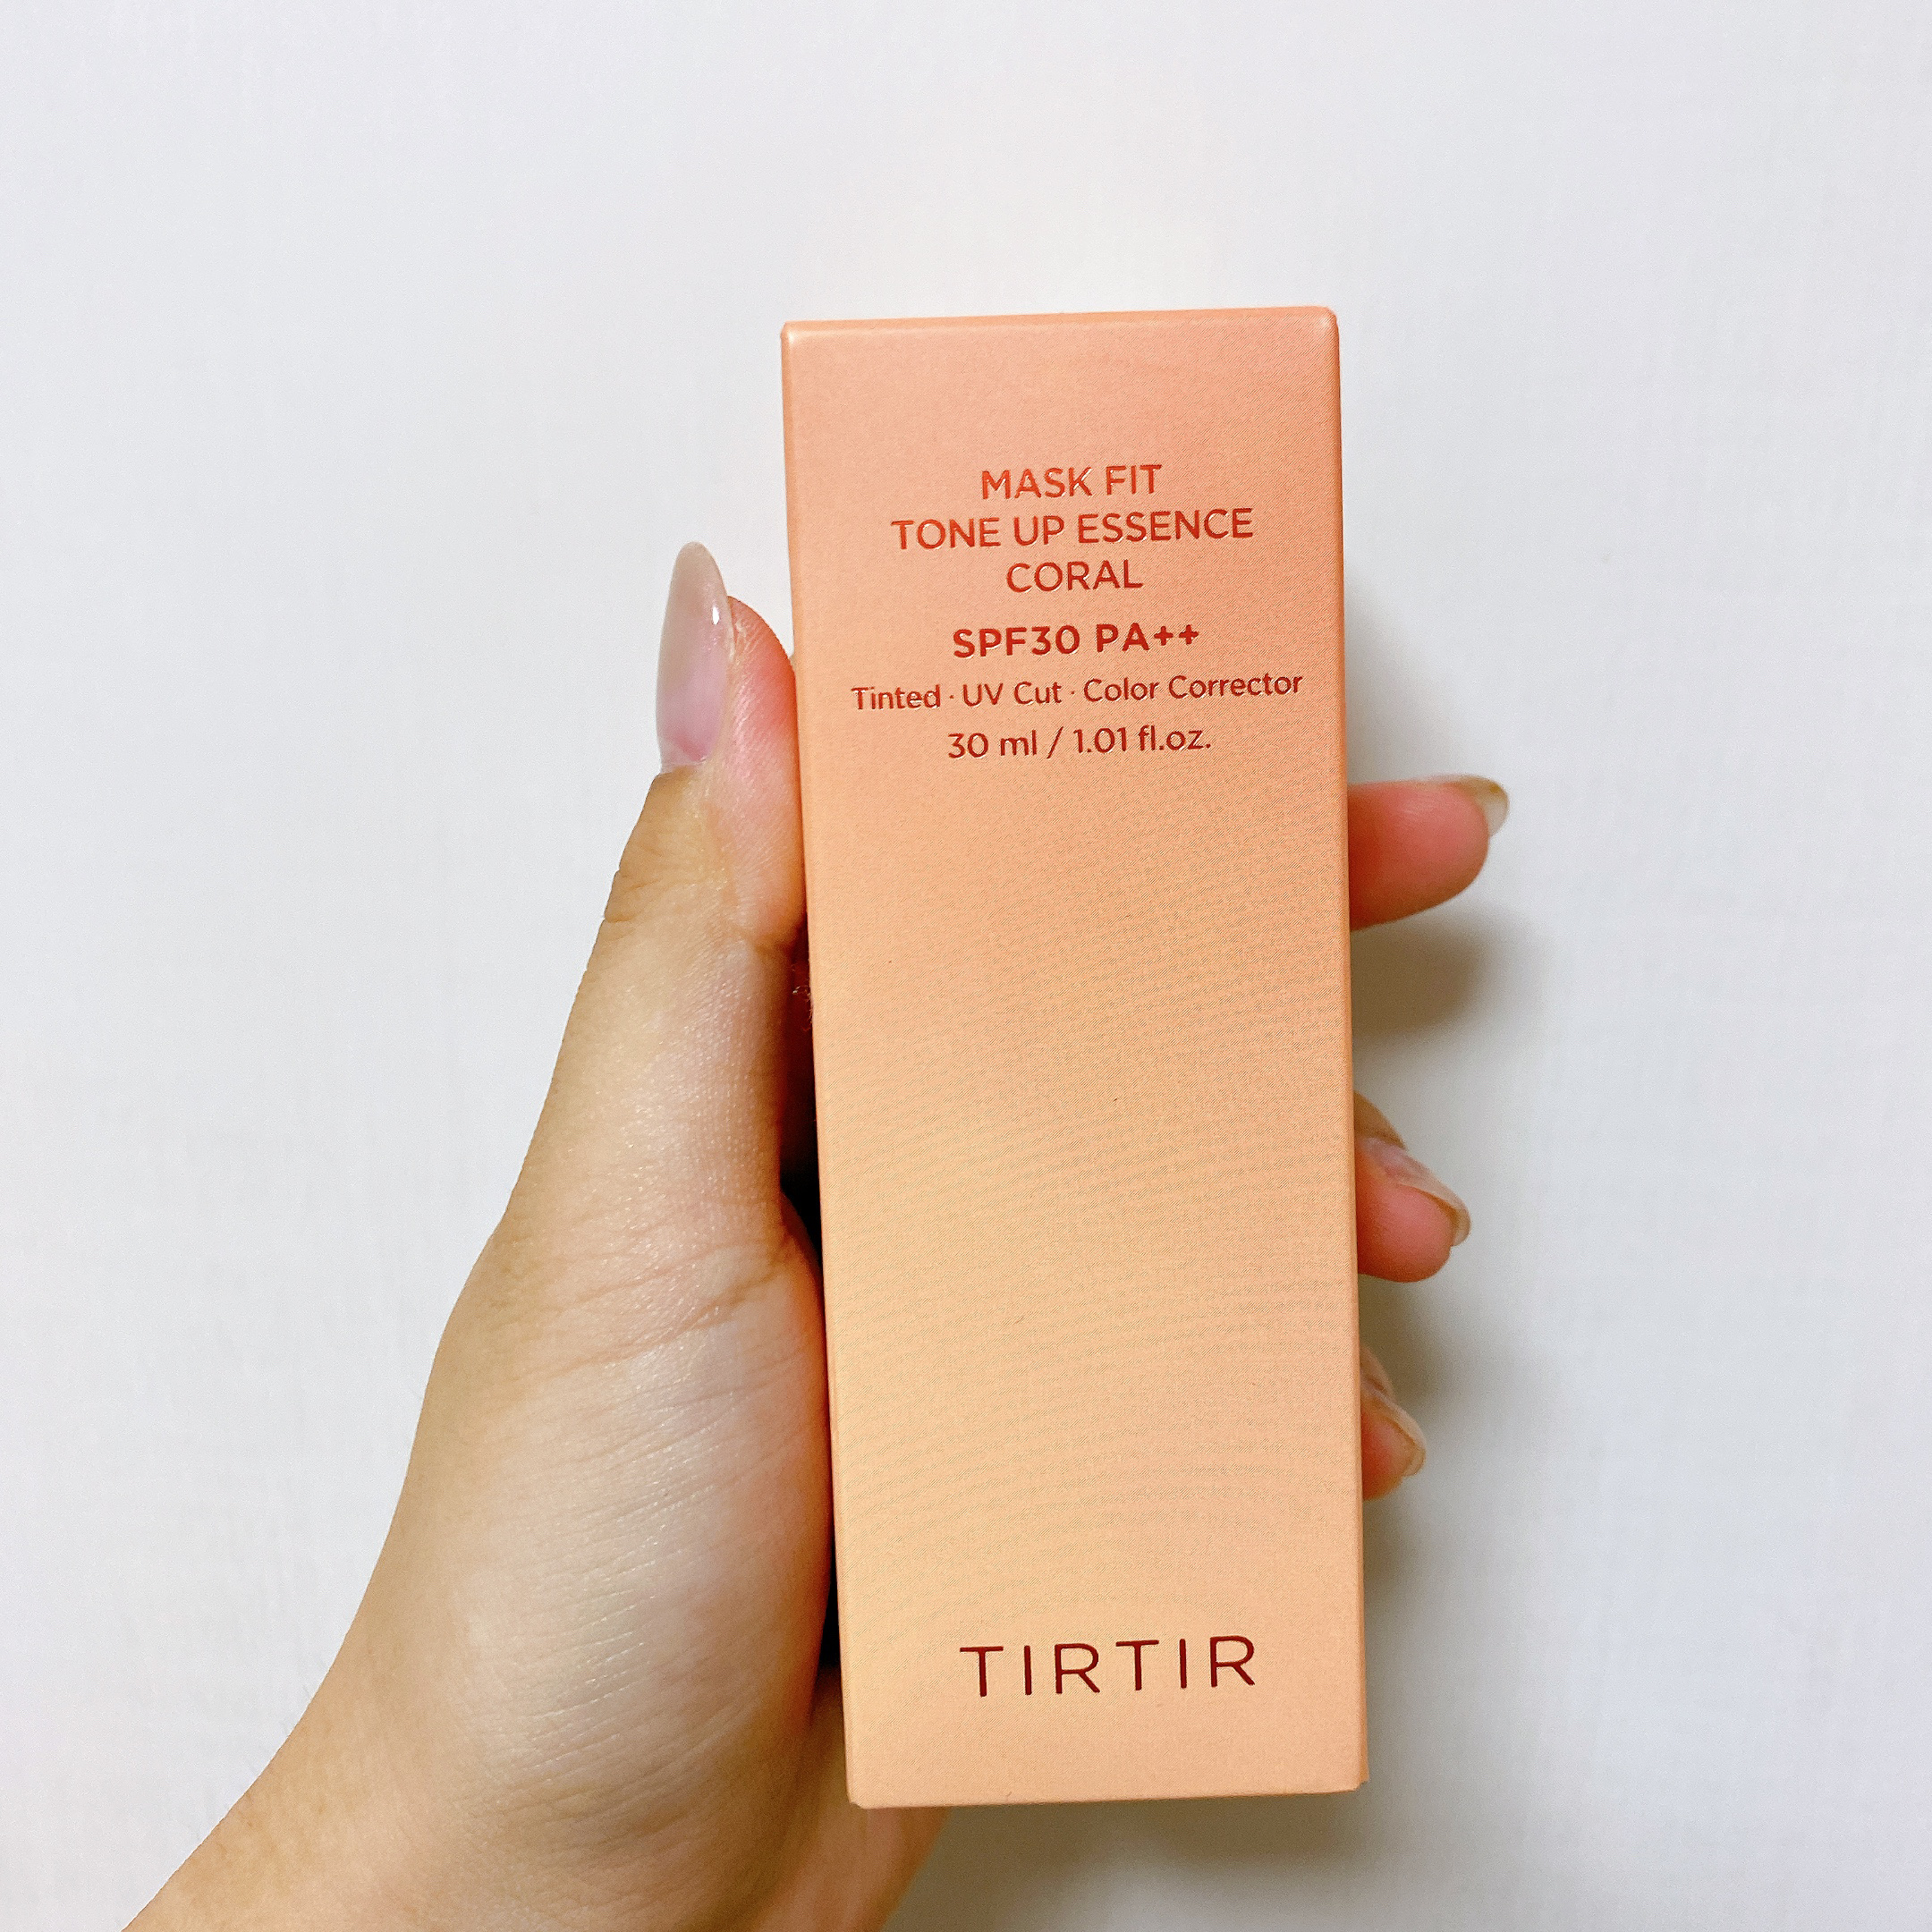 MASK FIT
TONE UP ESSENCE
CORAL
SPF30 PA++
Tinted · UV Cut · Color Corrector
30 ml / 1.01 fl.oz.
TIRTIR